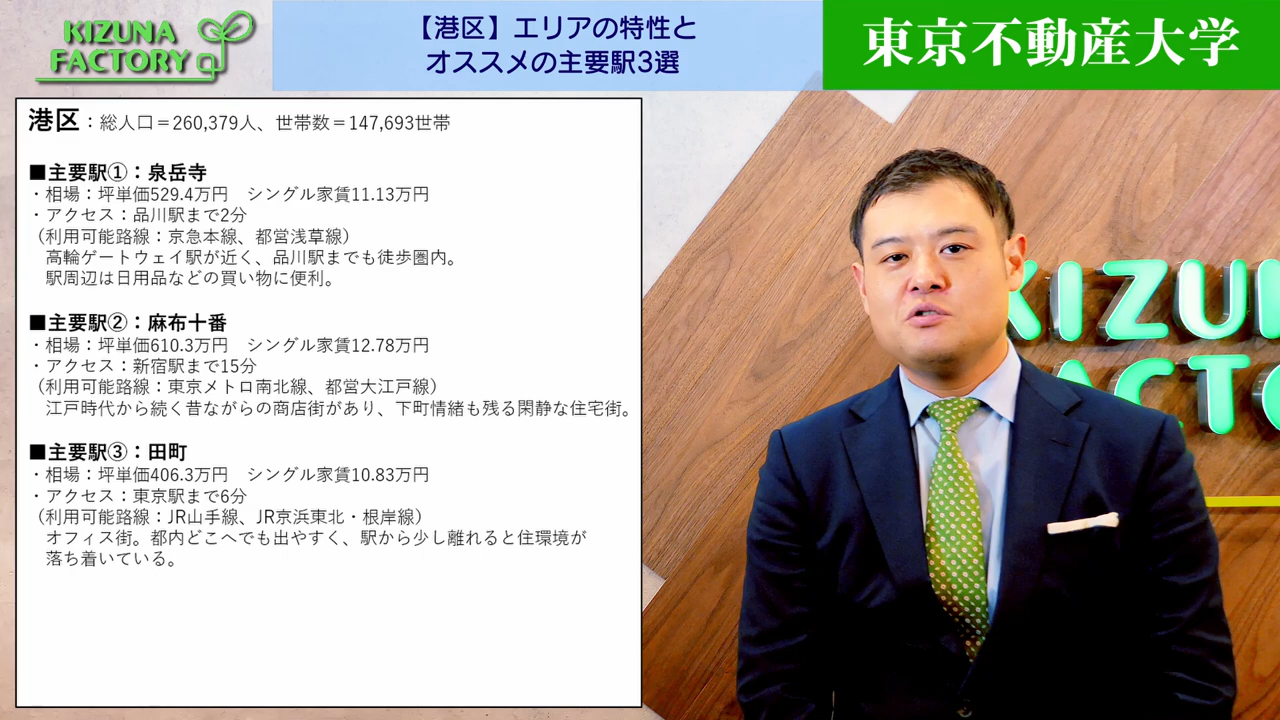 KIZUNA
FACTORY
【港区】エリアの特性と
オススメの主要駅3選
東京不動産大学
港区：総人口＝260,379人、世帯数＝147,693世帯
■主要駅①：泉岳寺
・相場：坪単価529.4万円　シングル家賃11.13万円
・アクセス：品川駅まで2分
（利用可能路線：京急本線、都営浅草線）
高輪ゲートウェイ駅が近く、品川駅までも徒歩圏内。
駅周辺は日用品などの買い物に便利。
■主要駅②：麻布十番
・相場：坪単価610.3万円　シングル家賃12.78万円
・アクセス：新宿駅まで15分
（利用可能路線：東京メトロ南北線、都営大江戸線）
江戸時代から続く昔ながらの商店街があり、下町情緒も残る閑静な住宅街。
■主要駅③：田町
・相場：坪単価406.3万円　シングル家賃10.83万円
・アクセス：東京駅まで6分
（利用可能路線：JR山手線、JR京浜東北・根岸線）
オフィス街。都内どこへでも出やすく、駅から少し離れると住環境が
落ち着いている。
KIZU
ACTO